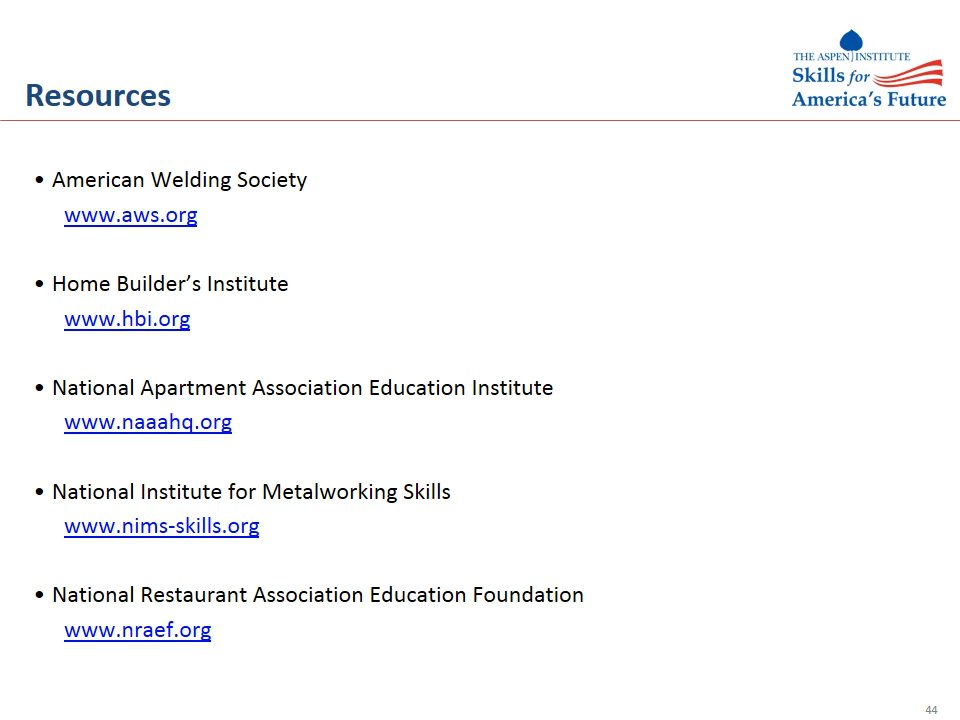 THE ASPEN INSTITUTE
Skills for
America's Future
Resources
• American Welding Society
www.aws.org
• Home Builder’s Institute
www.hbi.org
• National Apartment Association Education Institute
www.naaahq.org
• National Institute for Metalworking Skills
www.nims-skills.org
• National Restaurant Association Education Foundation
www.nraef.org
44